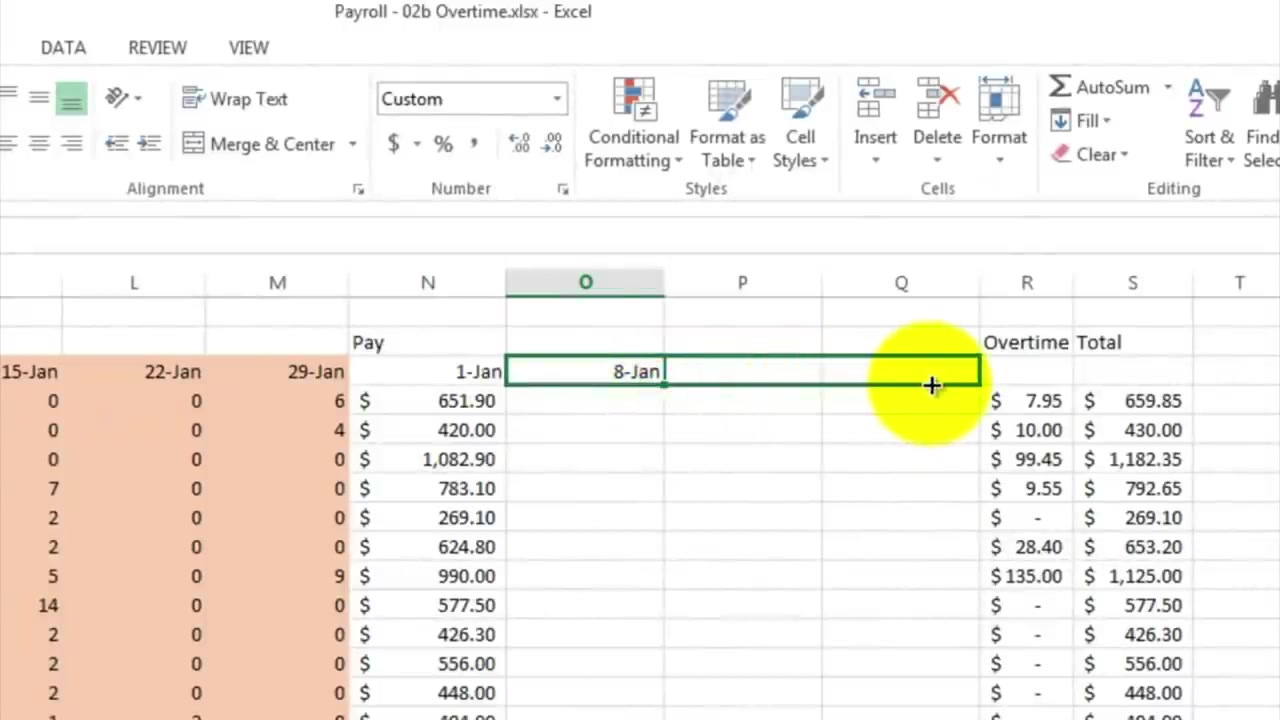 Payroll - 02b Overtime.xlsx - Excel
DATA REVIEW VIEW
Wrap Text Custom Conditional Formatting Format as Table Cell Styles Insert Delete Format AutoSum Fill Clear Sort & Filter
Merge & Center $ % , .0 .00 .00 .0
Alignment Number Styles Cells Editing
L M N O P Q R S T
Pay Overtime Total
15-Jan 22-Jan 29-Jan 1-Jan 8-Jan
0 0 6 $ 651.90 $ 7.95 $ 659.85
0 0 4 $ 420.00 $ 10.00 $ 430.00
0 0 0 $ 1,082.90 $ 99.45 $ 1,182.35
7 0 0 $ 783.10 $ 9.55 $ 792.65
2 0 0 $ 269.10 $ - $ 269.10
2 0 0 $ 624.80 $ 28.40 $ 653.20
5 0 9 $ 990.00 $ 135.00 $ 1,125.00
14 0 0 $ 577.50 $ - $ 577.50
2 0 0 $ 426.30 $ - $ 426.30
2 0 0 $ 556.00 $ - $ 556.00
2 0 0 $ 448.00 $ - $ 448.00